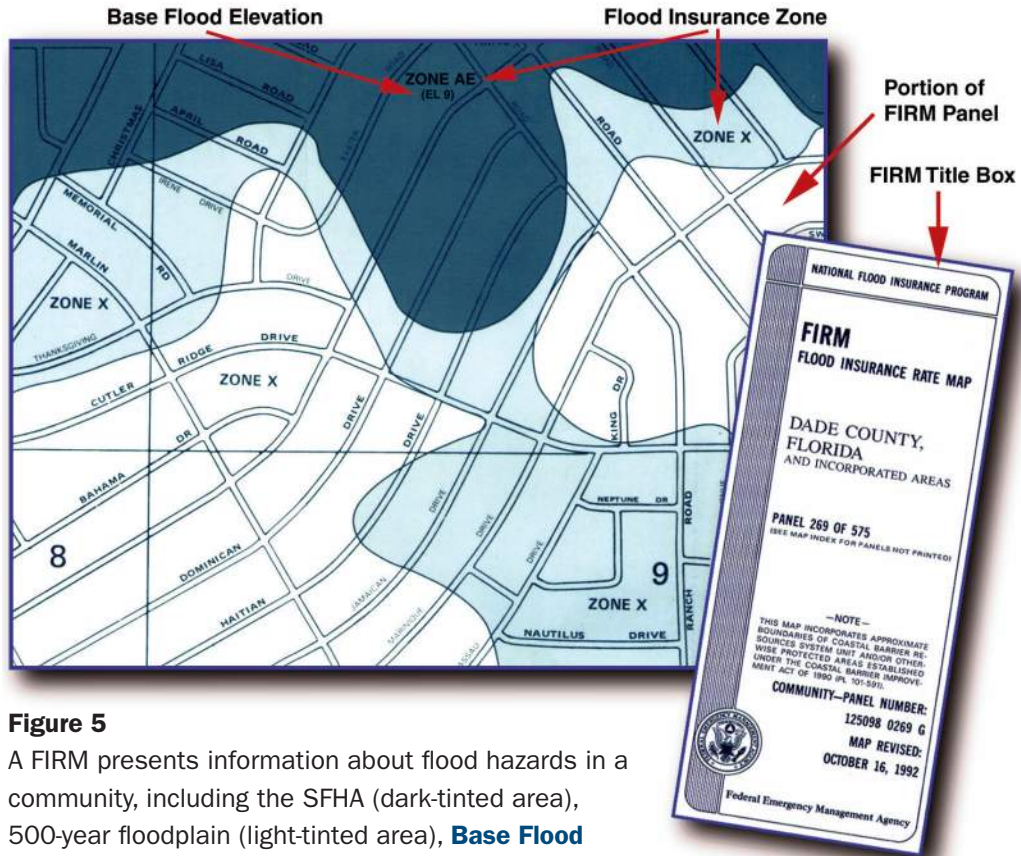 Base Flood Elevation
Flood Insurance Zone
Portion of
FIRM Panel
FIRM Title Box
ZONE AE
(EL 9)
LISA
ROAD
ROAD
APRIL
ROAD
CHRISTMAS
EASTER
ROAD
ZONE X
IRENE
DRIVE
MEMORIAL
RD
MARLIN
ZONE X
DRIVE
THANKSGIVING
CUTLER
RIDGE
DRIVE
ZONE X
BAHAMA
DR
DRIVE
DRIVE
KING
DR
8
DOMINICAN
HAITIAN
JAMAICAN
DRIVE
DRIVE
DRIVE
NEPTUNE DR
ROAD
9
ZONE X
RANCH
NAUTILUS DRIVE
NATIONAL FLOOD INSURANCE PROGRAM
FIRM
FLOOD INSURANCE RATE MAP
DADE COUNTY,
FLORIDA
AND INCORPORATED AREAS
PANEL 269 OF 575
(SEE MAP INDEX FOR PANELS NOT PRINTED)
—NOTE—
THIS MAP INCORPORATES APPROXIMATE
BOUNDARIES OF COASTAL BARRIER RE-
SOURCES SYSTEM UNIT AND/OR OTHER-
WISE PROTECTED AREAS ESTABLISHED
UNDER THE COASTAL BARRIER IMPROVE-
MENT ACT OF 1990 (PL 101-591).
COMMUNITY—PANEL NUMBER:
125098 0269 G
MAP REVISED:
OCTOBER 16, 1992
Federal Emergency Management Agency
Figure 5
A FIRM presents information about flood hazards in a
community, including the SFHA (dark-tinted area),
500-year floodplain (light-tinted area), Base Flood